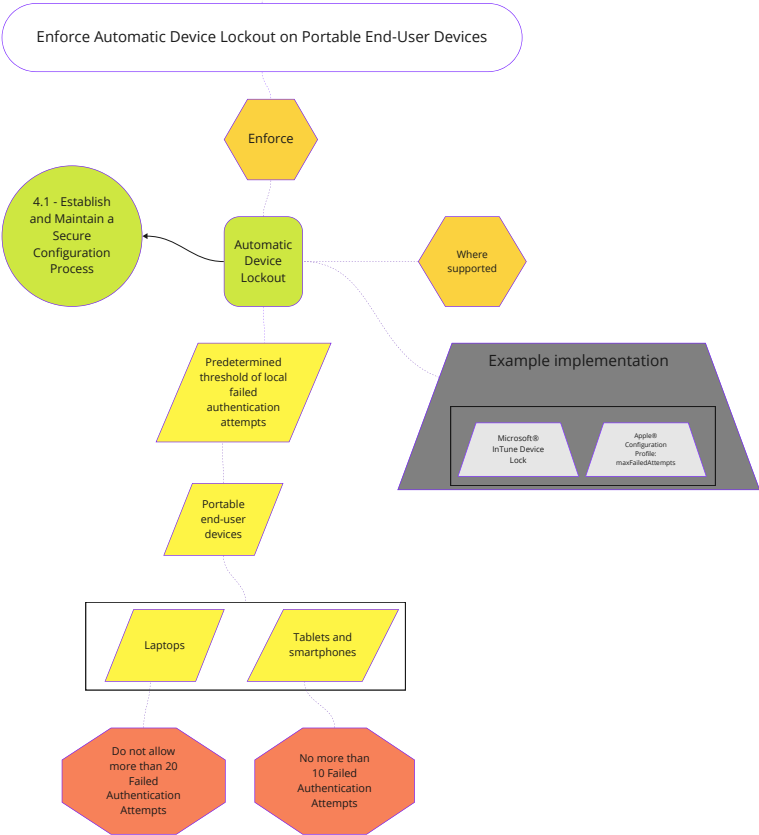 Enforce Automatic Device Lockout on Portable End-User Devices
Enforce
4.1 - Establish
and Maintain a
Secure
Configuration
Process
Automatic
Device
Lockout
Where
supported
Predetermined
threshold of local
failed
authentication
attempts
Example implementation
Microsoft®
InTune Device
Lock
Apple®
Configuration
Profile:
maxFailedAttempts
Portable
end-user
devices
Laptops
Tablets and
smartphones
Do not allow
more than 20
Failed
Authentication
Attempts
No more than
10 Failed
Authentication
Attempts